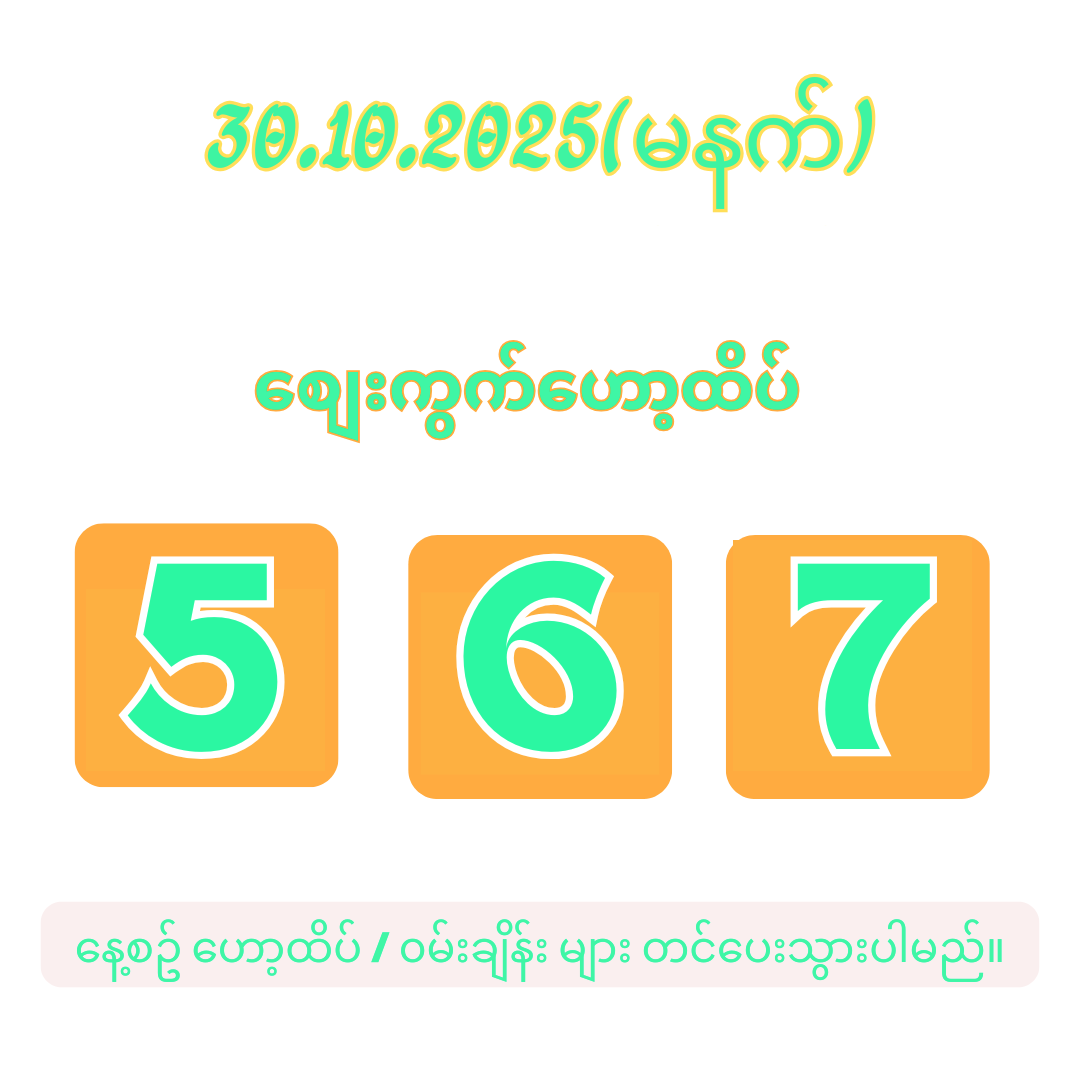 30.10.2025(မနက်)
ဈေးကွက်ဟော့ထိပ်
5 6 7
နေ့စဥ် ဟော့ထိပ် / ဝမ်းချိန်း များ တင်ပေးသွားပါမည်။